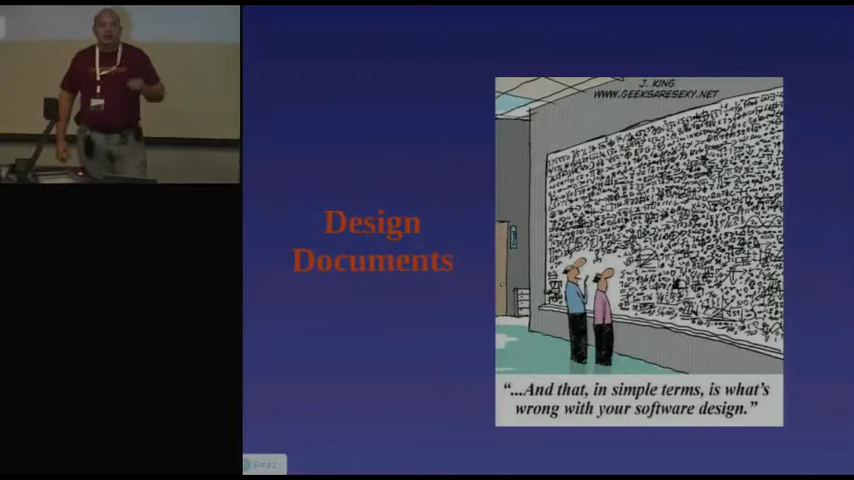 Design
Documents
J. KING
WWW.GEEKSARESEXY.NET
"...And that, in simple terms, is what's
wrong with your software design."